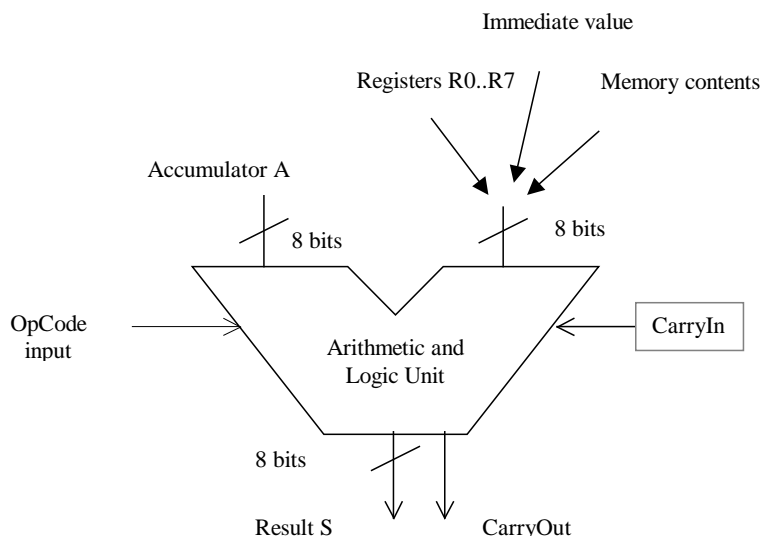 Immediate value
Registers R0..R7
Memory contents
Accumulator A
8 bits
8 bits
OpCode
input
CarryIn
Arithmetic and
Logic Unit
8 bits
Result S
CarryOut